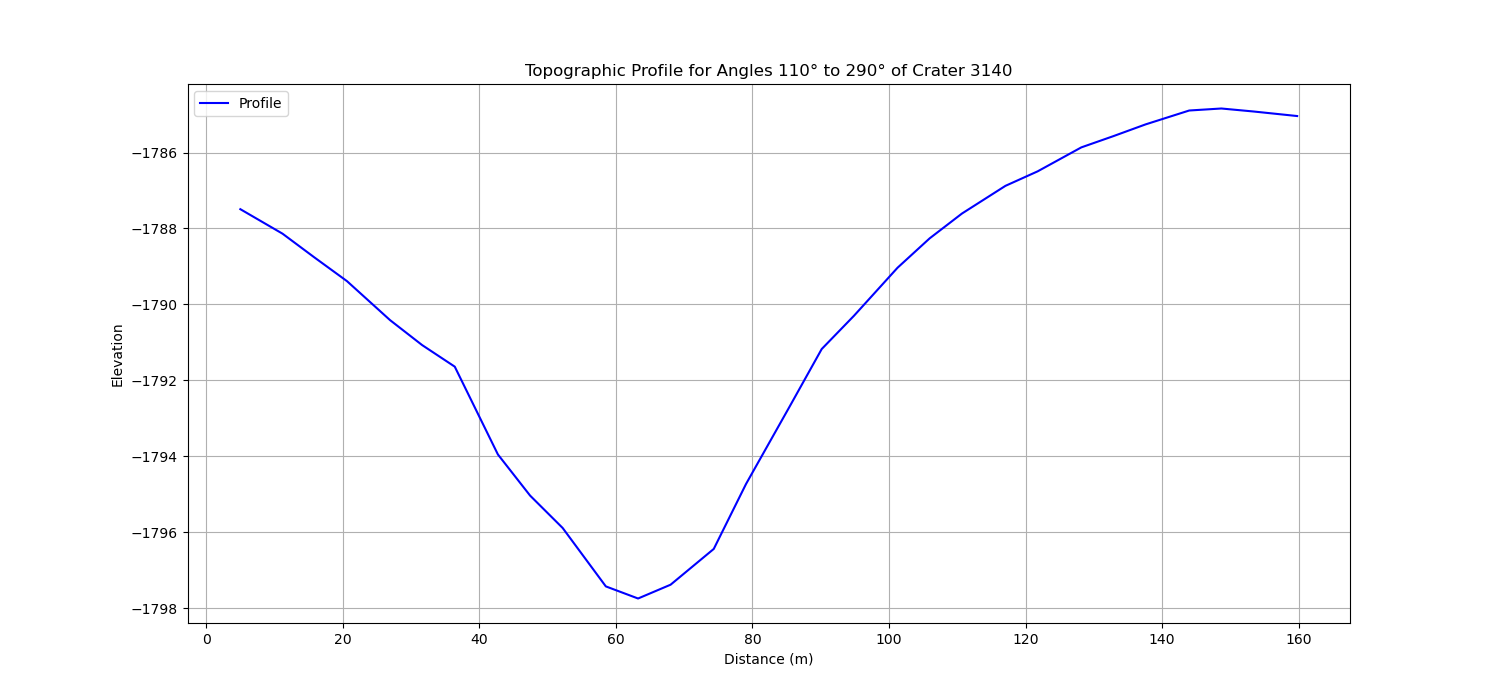 Topographic Profile for Angles 110° to 290° of Crater 3140
Profile
−1786
−1788
−1790
−1792
−1794
−1796
−1798
Elevation
0 20 40 60 80 100 120 140 160
Distance (m)